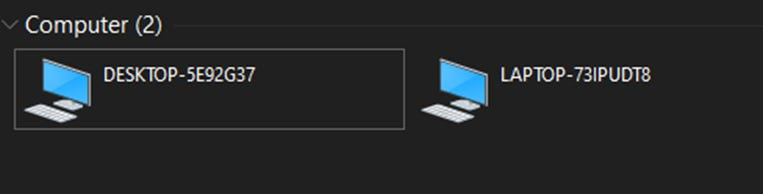 Computer (2)
DESKTOP-5E92G37
LAPTOP-73IPUDT8